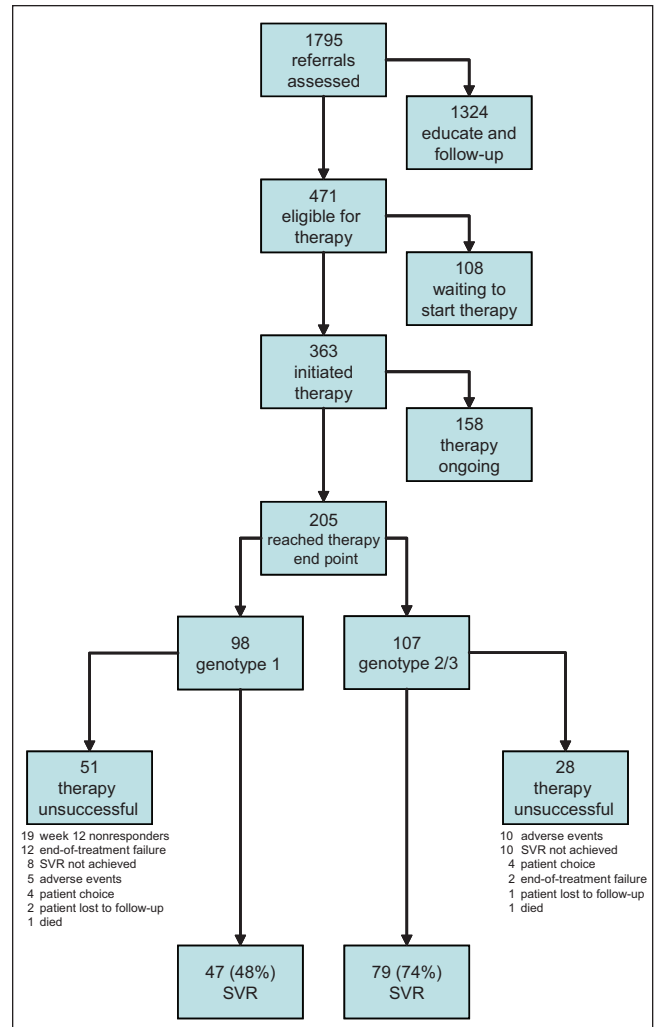 1795
referrals
assessed
1324
educate and
follow-up
471
eligible for
therapy
108
waiting to
start therapy
363
initiated
therapy
158
therapy
ongoing
205
reached therapy
end point
98
genotype 1
107
genotype 2/3
51
therapy
unsuccessful
19 week 12 nonresponders
12 end-of-treatment failure
8 SVR not achieved
5 adverse events
4 patient choice
2 patient lost to follow-up
1 died
28
therapy
unsuccessful
10 adverse events
10 SVR not achieved
4 patient choice
2 end-of-treatment failure
1 patient lost to follow-up
1 died
47 (48%)
SVR
79 (74%)
SVR